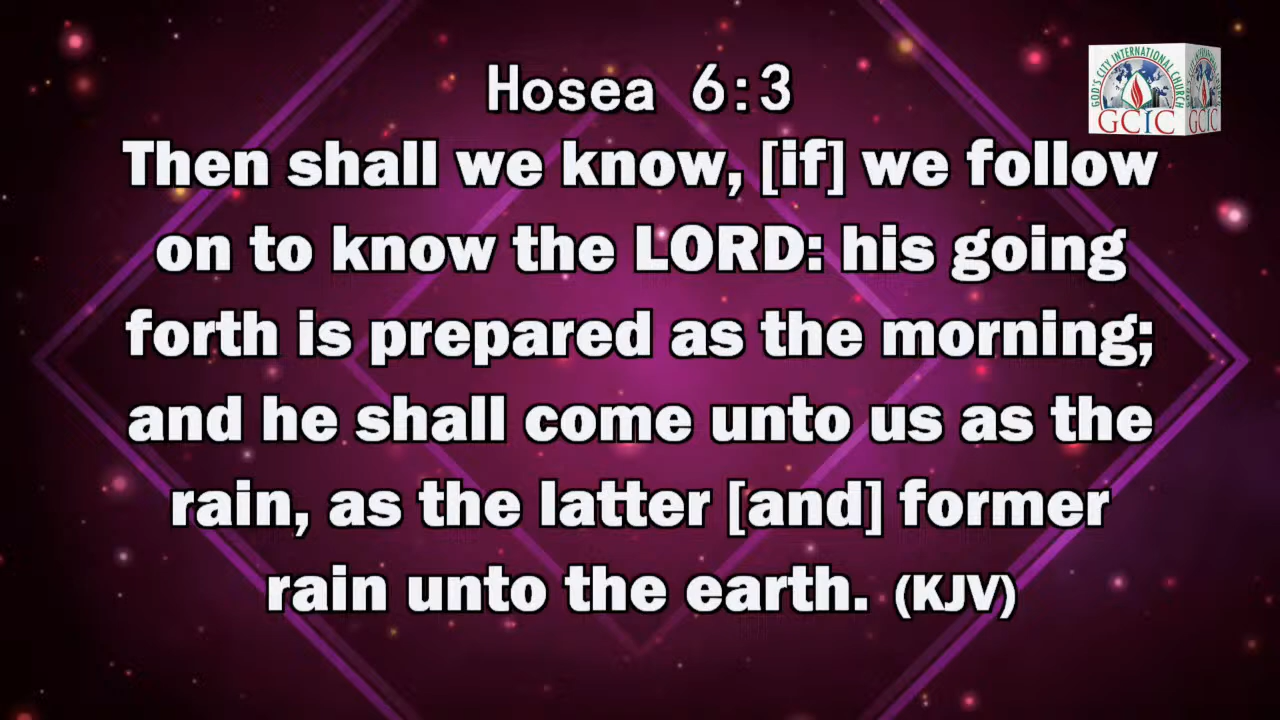 Hosea 6:3
Then shall we know, [if] we follow
on to know the LORD: his going
forth is prepared as the morning;
and he shall come unto us as the
rain, as the latter [and] former
rain unto the earth. (KJV)
GOD'S CITY INTERNATIONAL CHURCH
GCIC
GCIC